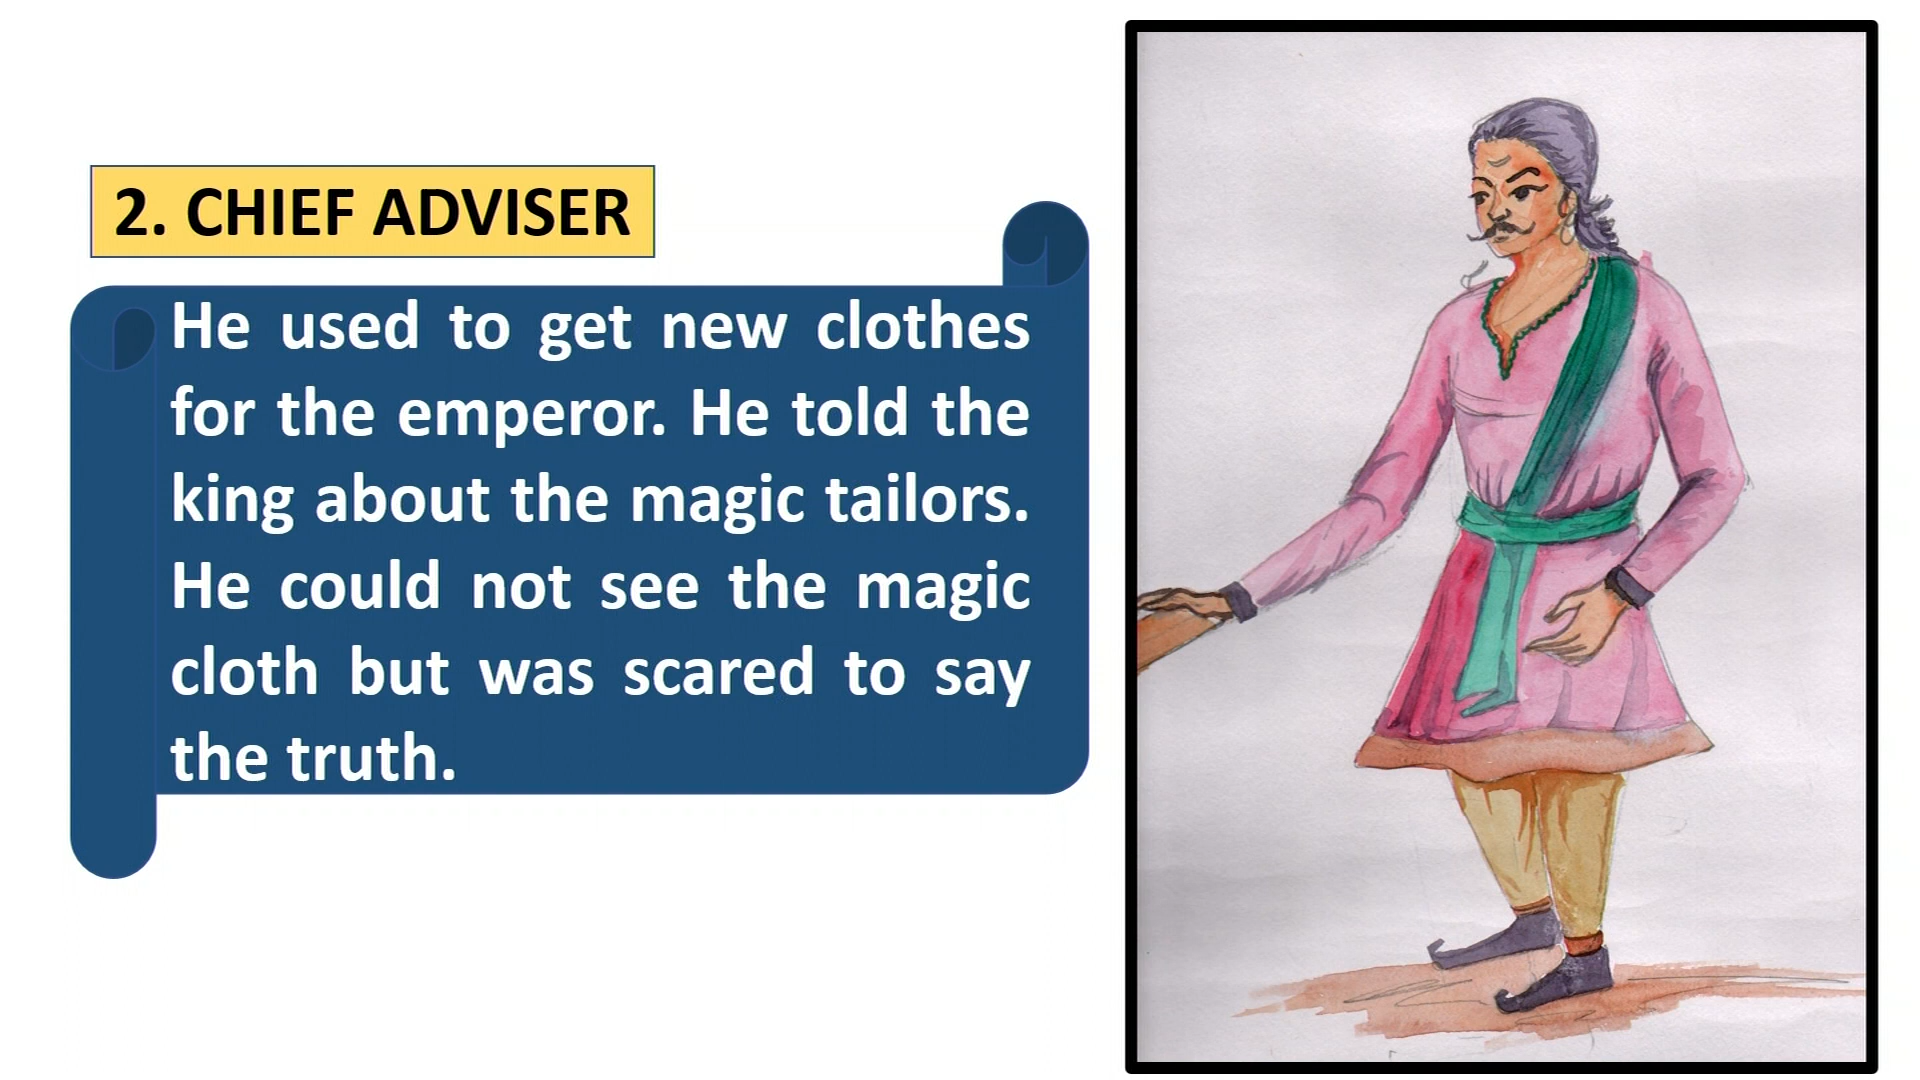 2. CHIEF ADVISER
He used to get new clothes
for the emperor. He told the
king about the magic tailors.
He could not see the magic
cloth but was scared to say
the truth.